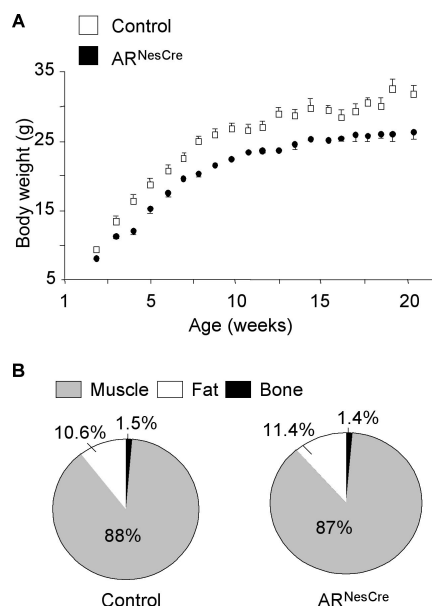 A
Control
AR^NesCre
35
25
15
5
Body weight (g)
1 5 10 15 20
Age (weeks)
B
Muscle Fat Bone
10.6% 1.5%
88%
Control
11.4% 1.4%
87%
AR^NesCre